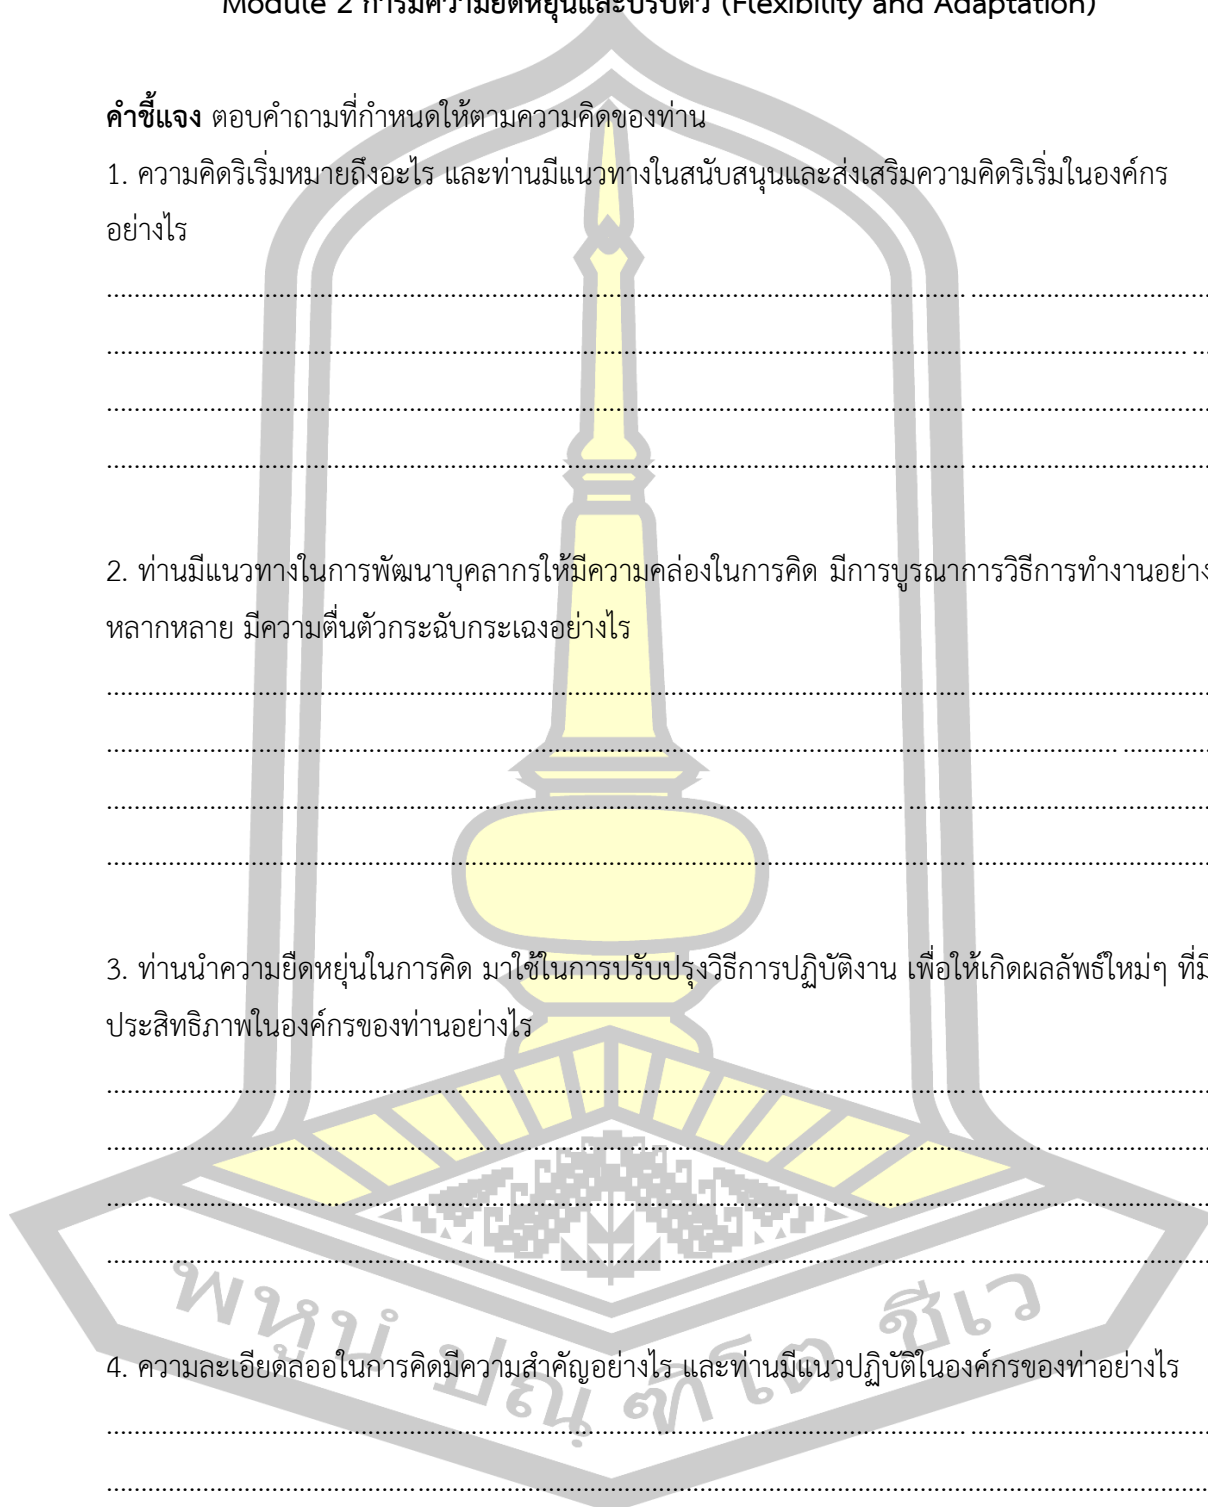 Module 2 การมีความยืดหยุ่นและปรับตัว (Flexibility and Adaptation)
คำชี้แจง ตอบคำถามที่กำหนดให้ตามความคิดของท่าน
1. ความคิดริเริ่มหมายถึงอะไร และท่านมีแนวทางในสนับสนุนและส่งเสริมความคิดริเริ่มในองค์กร
อย่างไร
2. ท่านมีแนวทางในการพัฒนาบุคลากรให้มีความคล่องในการคิด มีการบูรณาการวิธีการทำงานอย่าง
หลากหลาย มีความตื่นตัวกระฉับกระเฉงอย่างไร
3. ท่านนำความยืดหยุ่นในการคิด มาใช้ในการปรับปรุงวิธีการปฏิบัติงาน เพื่อให้เกิดผลลัพธ์ใหม่ๆ ที่มี
ประสิทธิภาพในองค์กรของท่านอย่างไร
4. ความละเอียดลออในการคิดมีความสำคัญอย่างไร และท่านมีแนวปฏิบัติในองค์กรของท่าอย่างไร
พหูนํ ปณฺฑิโต ชีเว